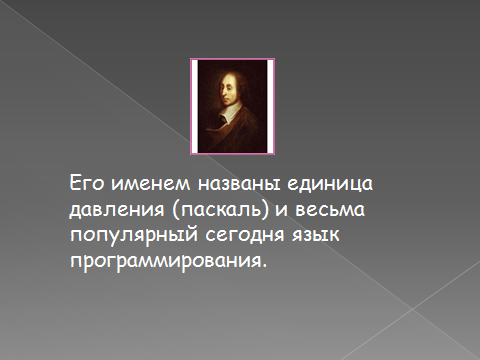 Его именем названы единица
давления (паскаль) и весьма
популярный сегодня язык
программирования.